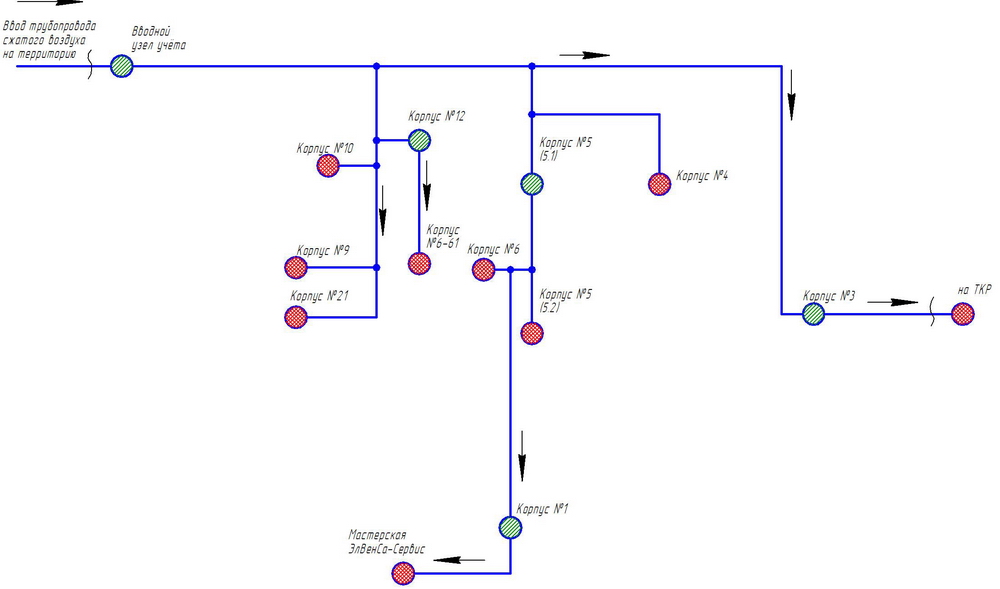 Ввод трубопровода
сжатого воздуха
на территорию
Вводной
узел учёта
Корпус №12
Корпус №10
Корпус №5
(5.1)
Корпус №4
Корпус
№6-61
Корпус №9
Корпус №6
Корпус №21
Корпус №5
(5.2)
Корпус №3
на ТКР
Корпус №1
Мастерская
ЭлВенСа-Сервис